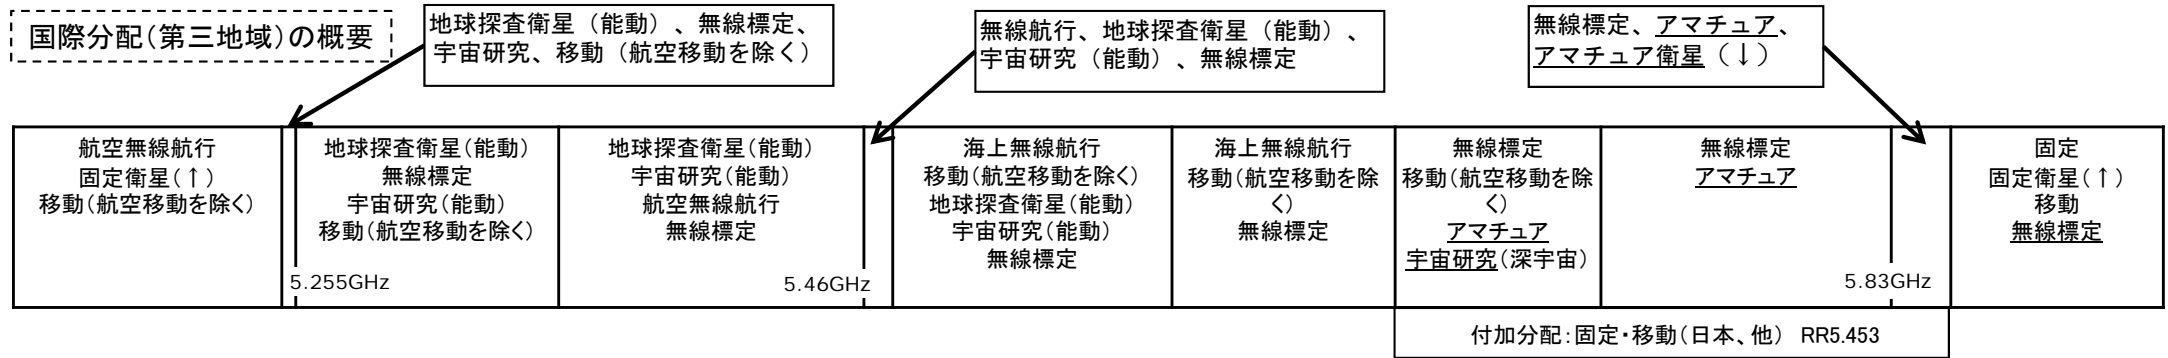 国際分配(第三地域)の概要
地球探査衛星(能動)、無線標定、
宇宙研究、移動(航空移動を除く)
無線航行、地球探査衛星(能動)、
宇宙研究(能動)、無線標定
無線標定、アマチュア、
アマチュア衛星(↓)
航空無線航行
固定衛星(↑)
移動(航空移動を除く)
5.255GHz
地球探査衛星(能動)
無線標定
宇宙研究(能動)
移動(航空移動を除く)
地球探査衛星(能動)
宇宙研究(能動)
航空無線航行
無線標定
5.46GHz
海上無線航行
移動(航空移動を除く)
地球探査衛星(能動)
宇宙研究(能動)
無線標定
海上無線航行
移動(航空移動を除
く)
無線標定
無線標定
移動(航空移動を除
く)
アマチュア
宇宙研究(深宇宙)
無線標定
アマチュア
5.83GHz
固定
固定衛星(↑)
移動
無線標定
付加分配:固定・移動(日本、他) RR5.453